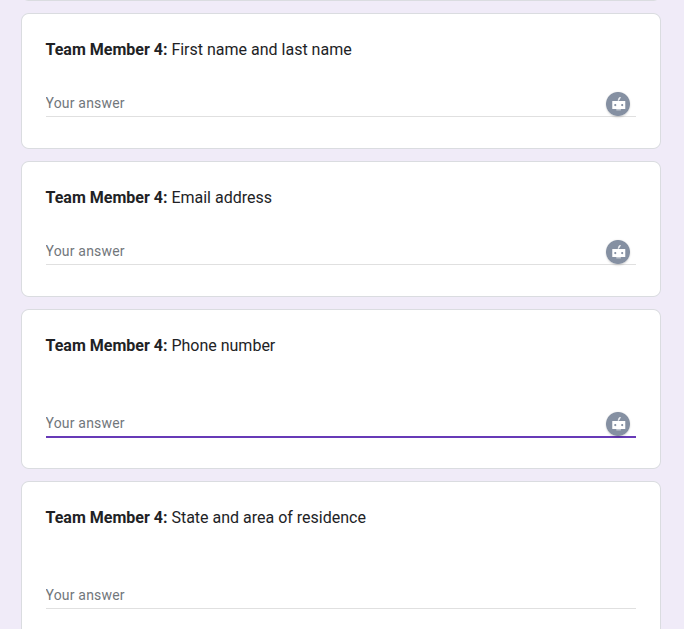 Team Member 4: First name and last name
Your answer
Team Member 4: Email address
Your answer
Team Member 4: Phone number
Your answer
Team Member 4: State and area of residence
Your answer